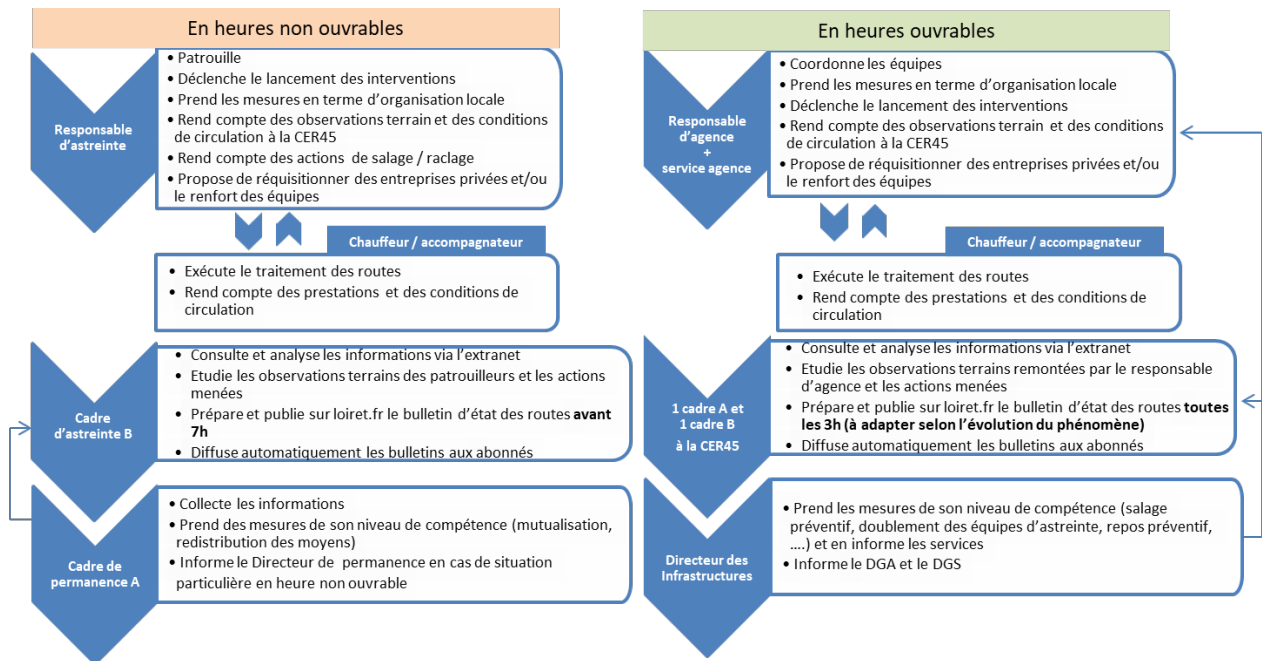 En heures non ouvrables
Responsable
d'astreinte
• Patrouille
• Déclenche le lancement des interventions
• Prend les mesures en terme d'organisation locale
• Rend compte des observations terrain et des conditions
de circulation à la CER45
• Rend compte des actions de salage / raclage
• Propose de réquisitionner des entreprises privées et/ou
le renfort des équipes
Chauffeur / accompagnateur
• Exécute le traitement des routes
• Rend compte des prestations et des conditions de
circulation
Cadre
d'astreinte B
• Consulte et analyse les informations via l'extranet
• Etudie les observations terrains des patrouilleurs et les actions
menées
• Prépare et publie sur loiret.fr le bulletin d'état des routes avant
7h
• Diffuse automatiquement les bulletins aux abonnés
Cadre de
permanence A
• Collecte les informations
• Prend des mesures de son niveau de compétence (mutualisation,
redistribution des moyens)
• Informe le Directeur de permanence en cas de situation
particulière en heure non ouvrable
En heures ouvrables
Responsable
d'agence
+
service agence
• Coordonne les équipes
• Prend les mesures en terme d'organisation locale
• Déclenche le lancement des interventions
• Rend compte des observations terrain et des conditions
de circulation à la CER45
• Propose de réquisitionner des entreprises privées et/ou
le renfort des équipes
Chauffeur / accompagnateur
• Exécute le traitement des routes
• Rend compte des prestations et des conditions de
circulation
1 cadre A et
1 cadre B
à la CER45
• Consulte et analyse les informations via l'extranet
• Etudie les observations terrains remontées par le responsable
d'agence et les actions menées
• Prépare et publie sur loiret.fr le bulletin d'état des routes toutes
les 3h (à adapter selon l'évolution du phénomène)
• Diffuse automatiquement les bulletins aux abonnés
Directeur des
Infrastructures
• Prend les mesures de son niveau de compétence (salage
préventif, doublement des équipes d'astreinte, repos préventif,
….) et en informe les services
• Informe le DGA et le DGS